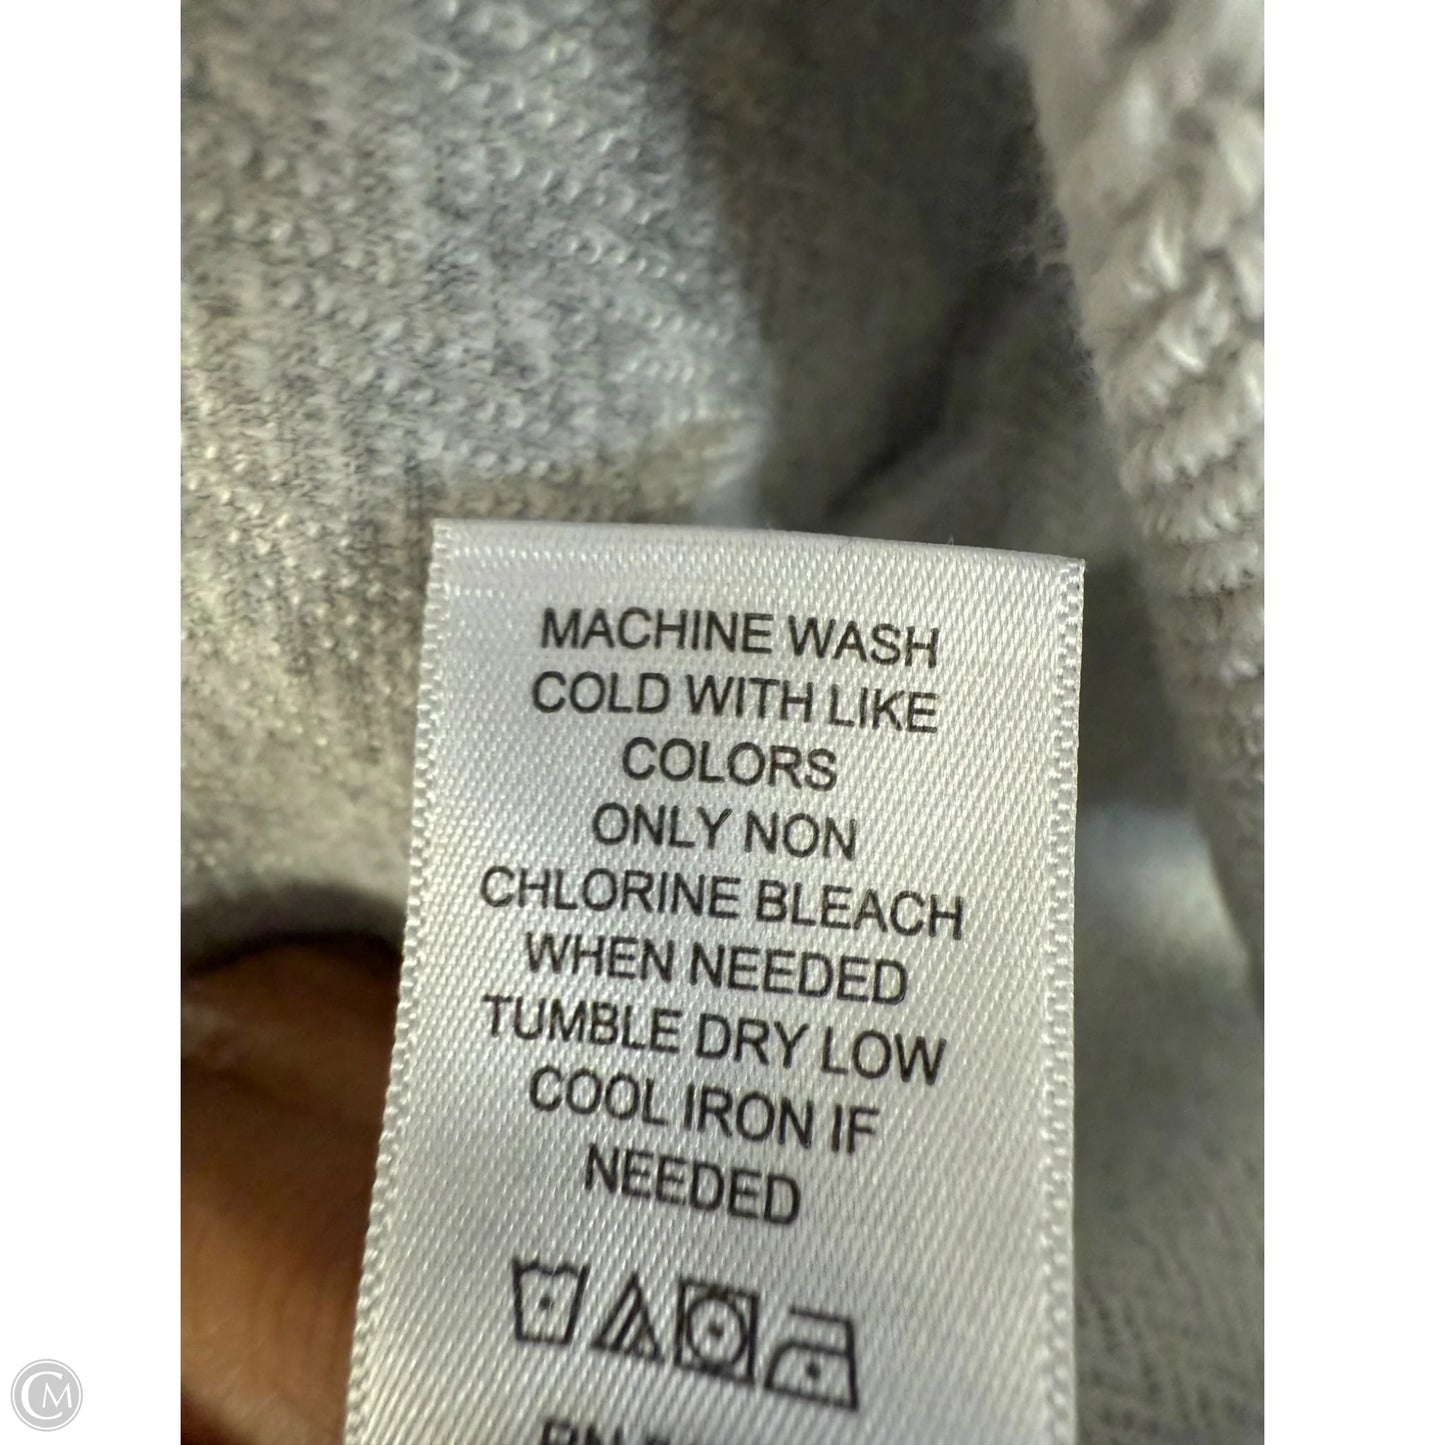 MACHINE WASH
COLD WITH LIKE
COLORS
ONLY NON
CHLORINE BLEACH
WHEN NEEDED
TUMBLE DRY LOW
COOL IRON IF
NEEDED
CM